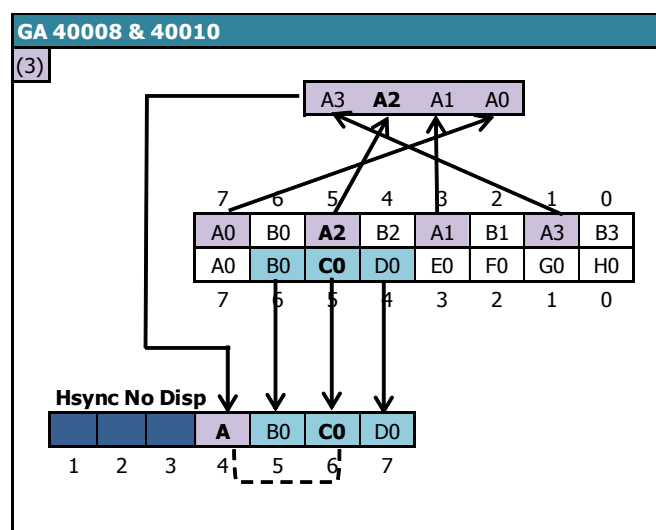 GA 40008 & 40010
(3)
A3 A2 A1 A0
7 6 5 4 3 2 1 0
A0 B0 A2 B2 A1 B1 A3 B3
A0 B0 C0 D0 E0 F0 G0 H0
7 6 5 4 3 2 1 0
Hsync No Disp
A B0 C0 D0
1 2 3 4 5 6 7